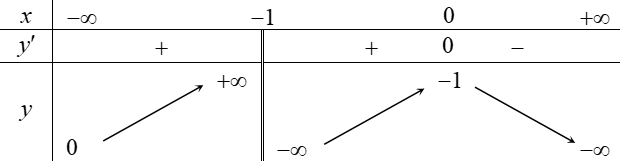 x −∞ −1 0 +∞
y′ + + 0 −
+∞ −1
y
0 −∞ −∞